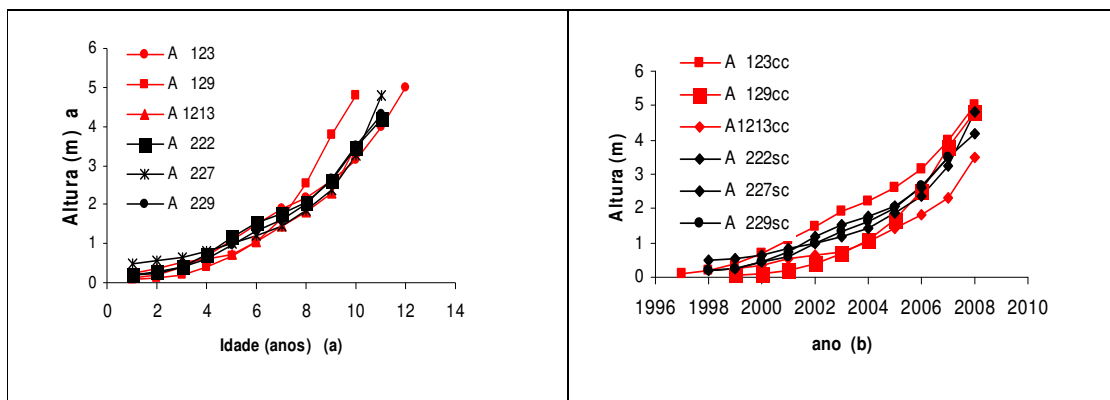 A 123
A 129
A 1213
A 222
A 227
A 229
Altura (m) a
6
5
4
3
2
1
0
0 2 4 6 8 10 12 14
Idade (anos) (a)
A 123cc
A 129cc
A1213cc
A 222sc
A 227sc
A 229sc
Altura (m)
6
5
4
3
2
1
0
1996 1998 2000 2002 2004 2006 2008 2010
ano (b)